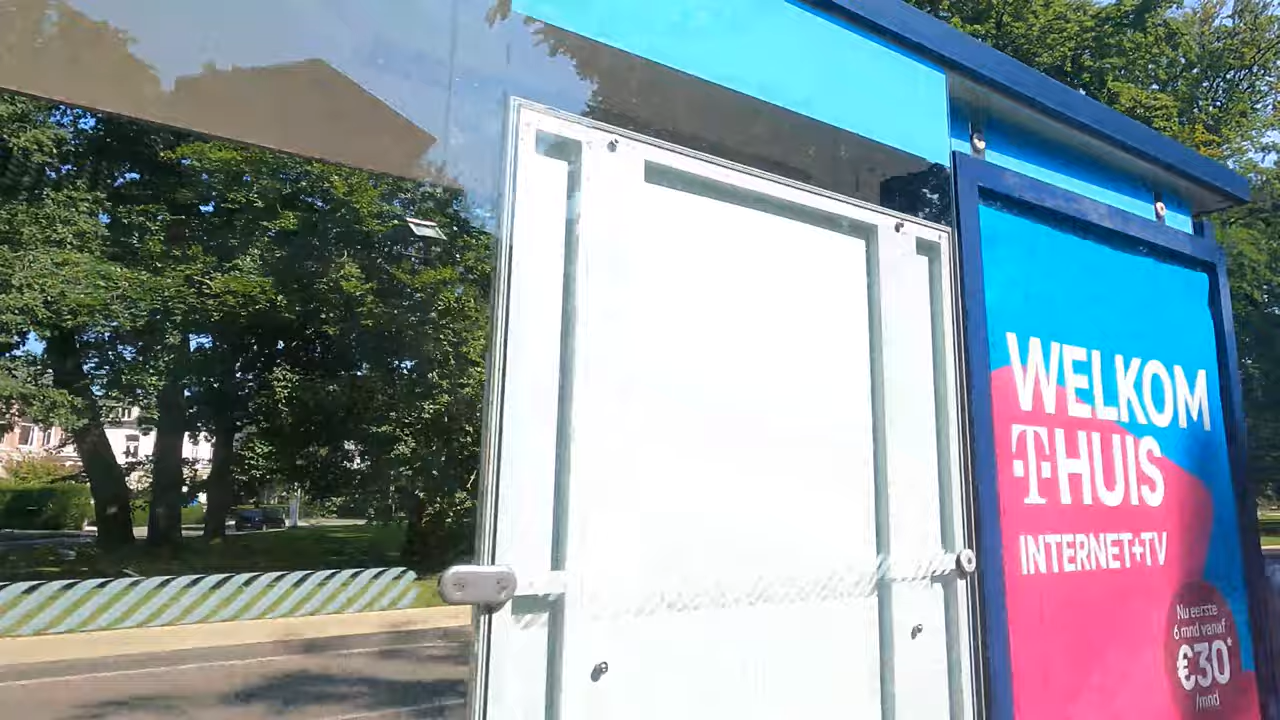 WELKOM
THUIS
INTERNET+TV
Nu eerste
6 mnd vanaf
€30*
/mnd